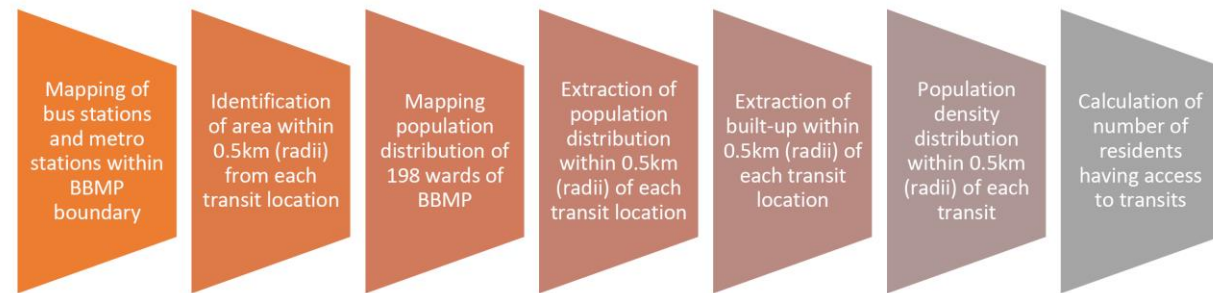 Mapping of
bus stations
and metro
stations within
BBMP
boundary
Identification
of area within
0.5km (radii)
from each
transit location
Mapping
population
distribution of
198 wards of
BBMP
Extraction of
population
distribution
within 0.5km
(radii) of each
transit location
Extraction of
built-up within
0.5km (radii) of
each transit
location
Population
density
distribution
within 0.5km
(radii) of each
transit
Calculation of
number of
residents
having access
to transits